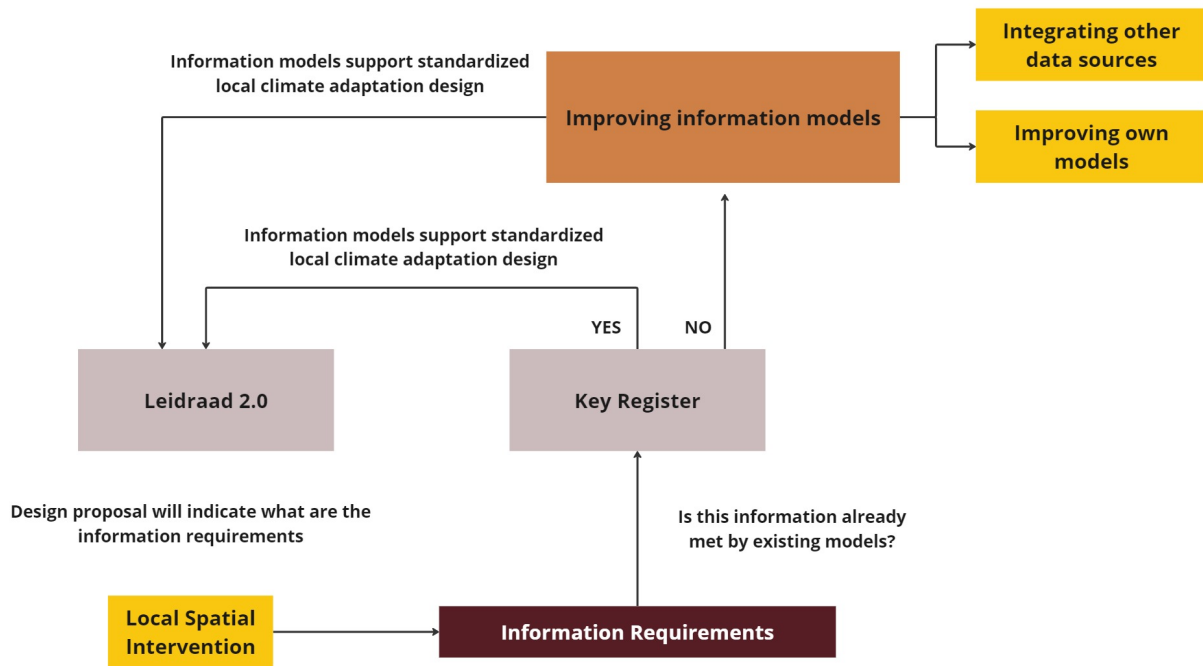 Information models support standardized
local climate adaptation design
Improving information models
Integrating other
data sources
Improving own
models
Information models support standardized
local climate adaptation design
YES
NO
Leidraad 2.0
Key Register
Design proposal will indicate what are the
information requirements
Is this information already
met by existing models?
Local Spatial
Intervention
Information Requirements